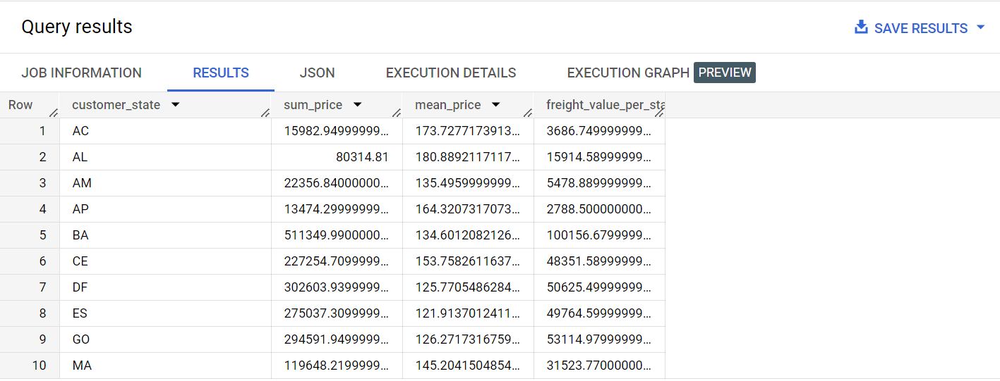 Query results
SAVE RESULTS
JOB INFORMATION RESULTS JSON EXECUTION DETAILS EXECUTION GRAPH PREVIEW
Row customer_state sum_price mean_price freight_value_per_sta
1 AC 15982.94999999... 173.7277173913... 3686.749999999...
2 AL 80314.81 180.8892117117... 15914.58999999...
3 AM 22356.84000000... 135.4959999999... 5478.889999999...
4 AP 13474.29999999... 164.3207317073... 2788.500000000...
5 BA 511349.9900000... 134.6012082126... 100156.6799999...
6 CE 227254.7099999... 153.7582611637... 48351.58999999...
7 DF 302603.9399999... 125.7705486284... 50625.49999999...
8 ES 275037.3099999... 121.9137012411... 49764.59999999...
9 GO 294591.9499999... 126.2717316759... 53114.97999999...
10 MA 119648.2199999... 145.2041504854... 31523.77000000...